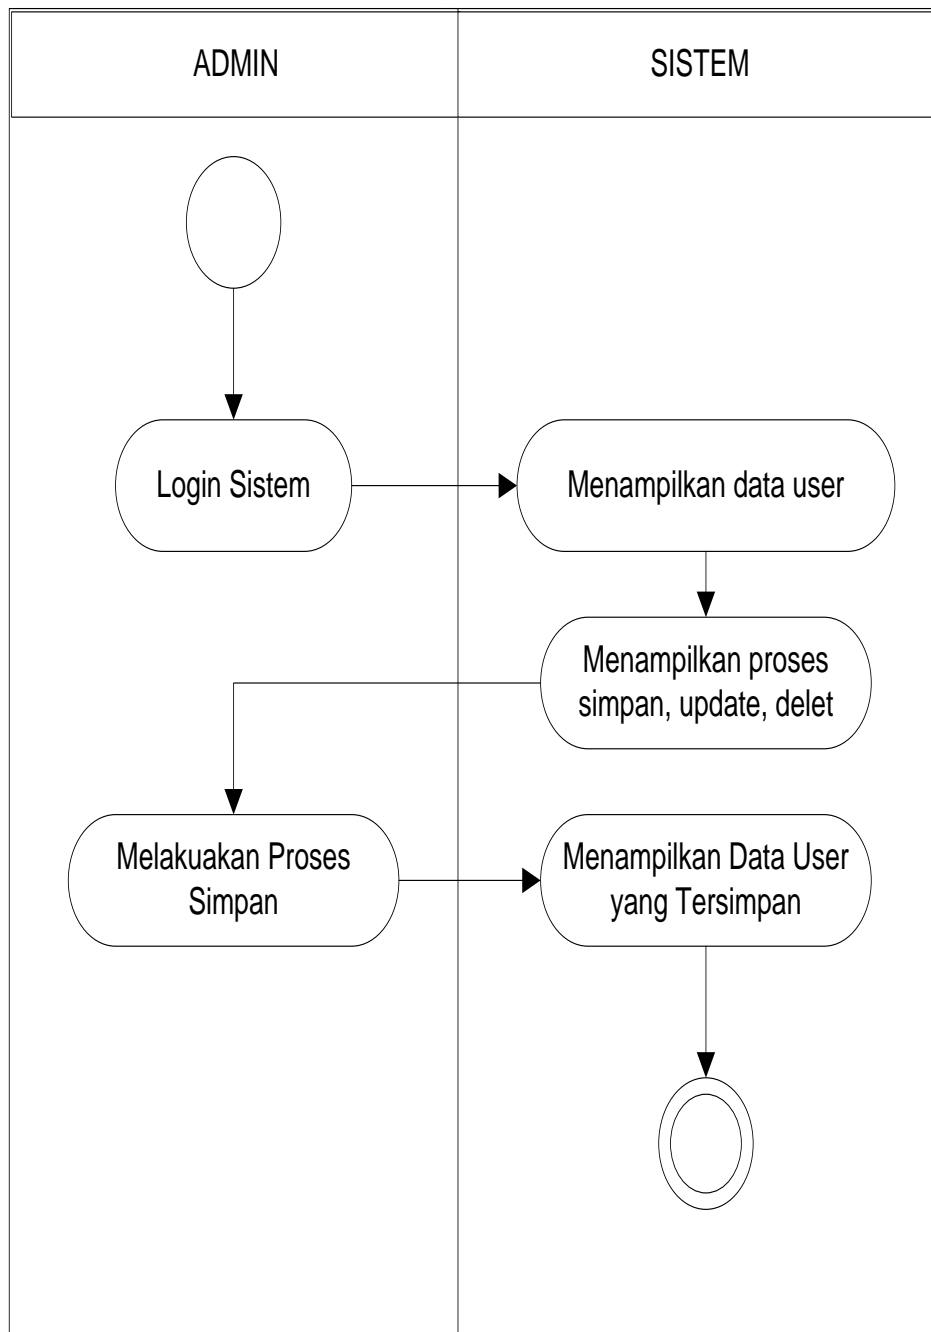 ADMIN
SISTEM
Login Sistem
Menampilkan data user
Menampilkan proses
simpan, update, delet
Melakuakan Proses
Simpan
Menampilkan Data User
yang Tersimpan